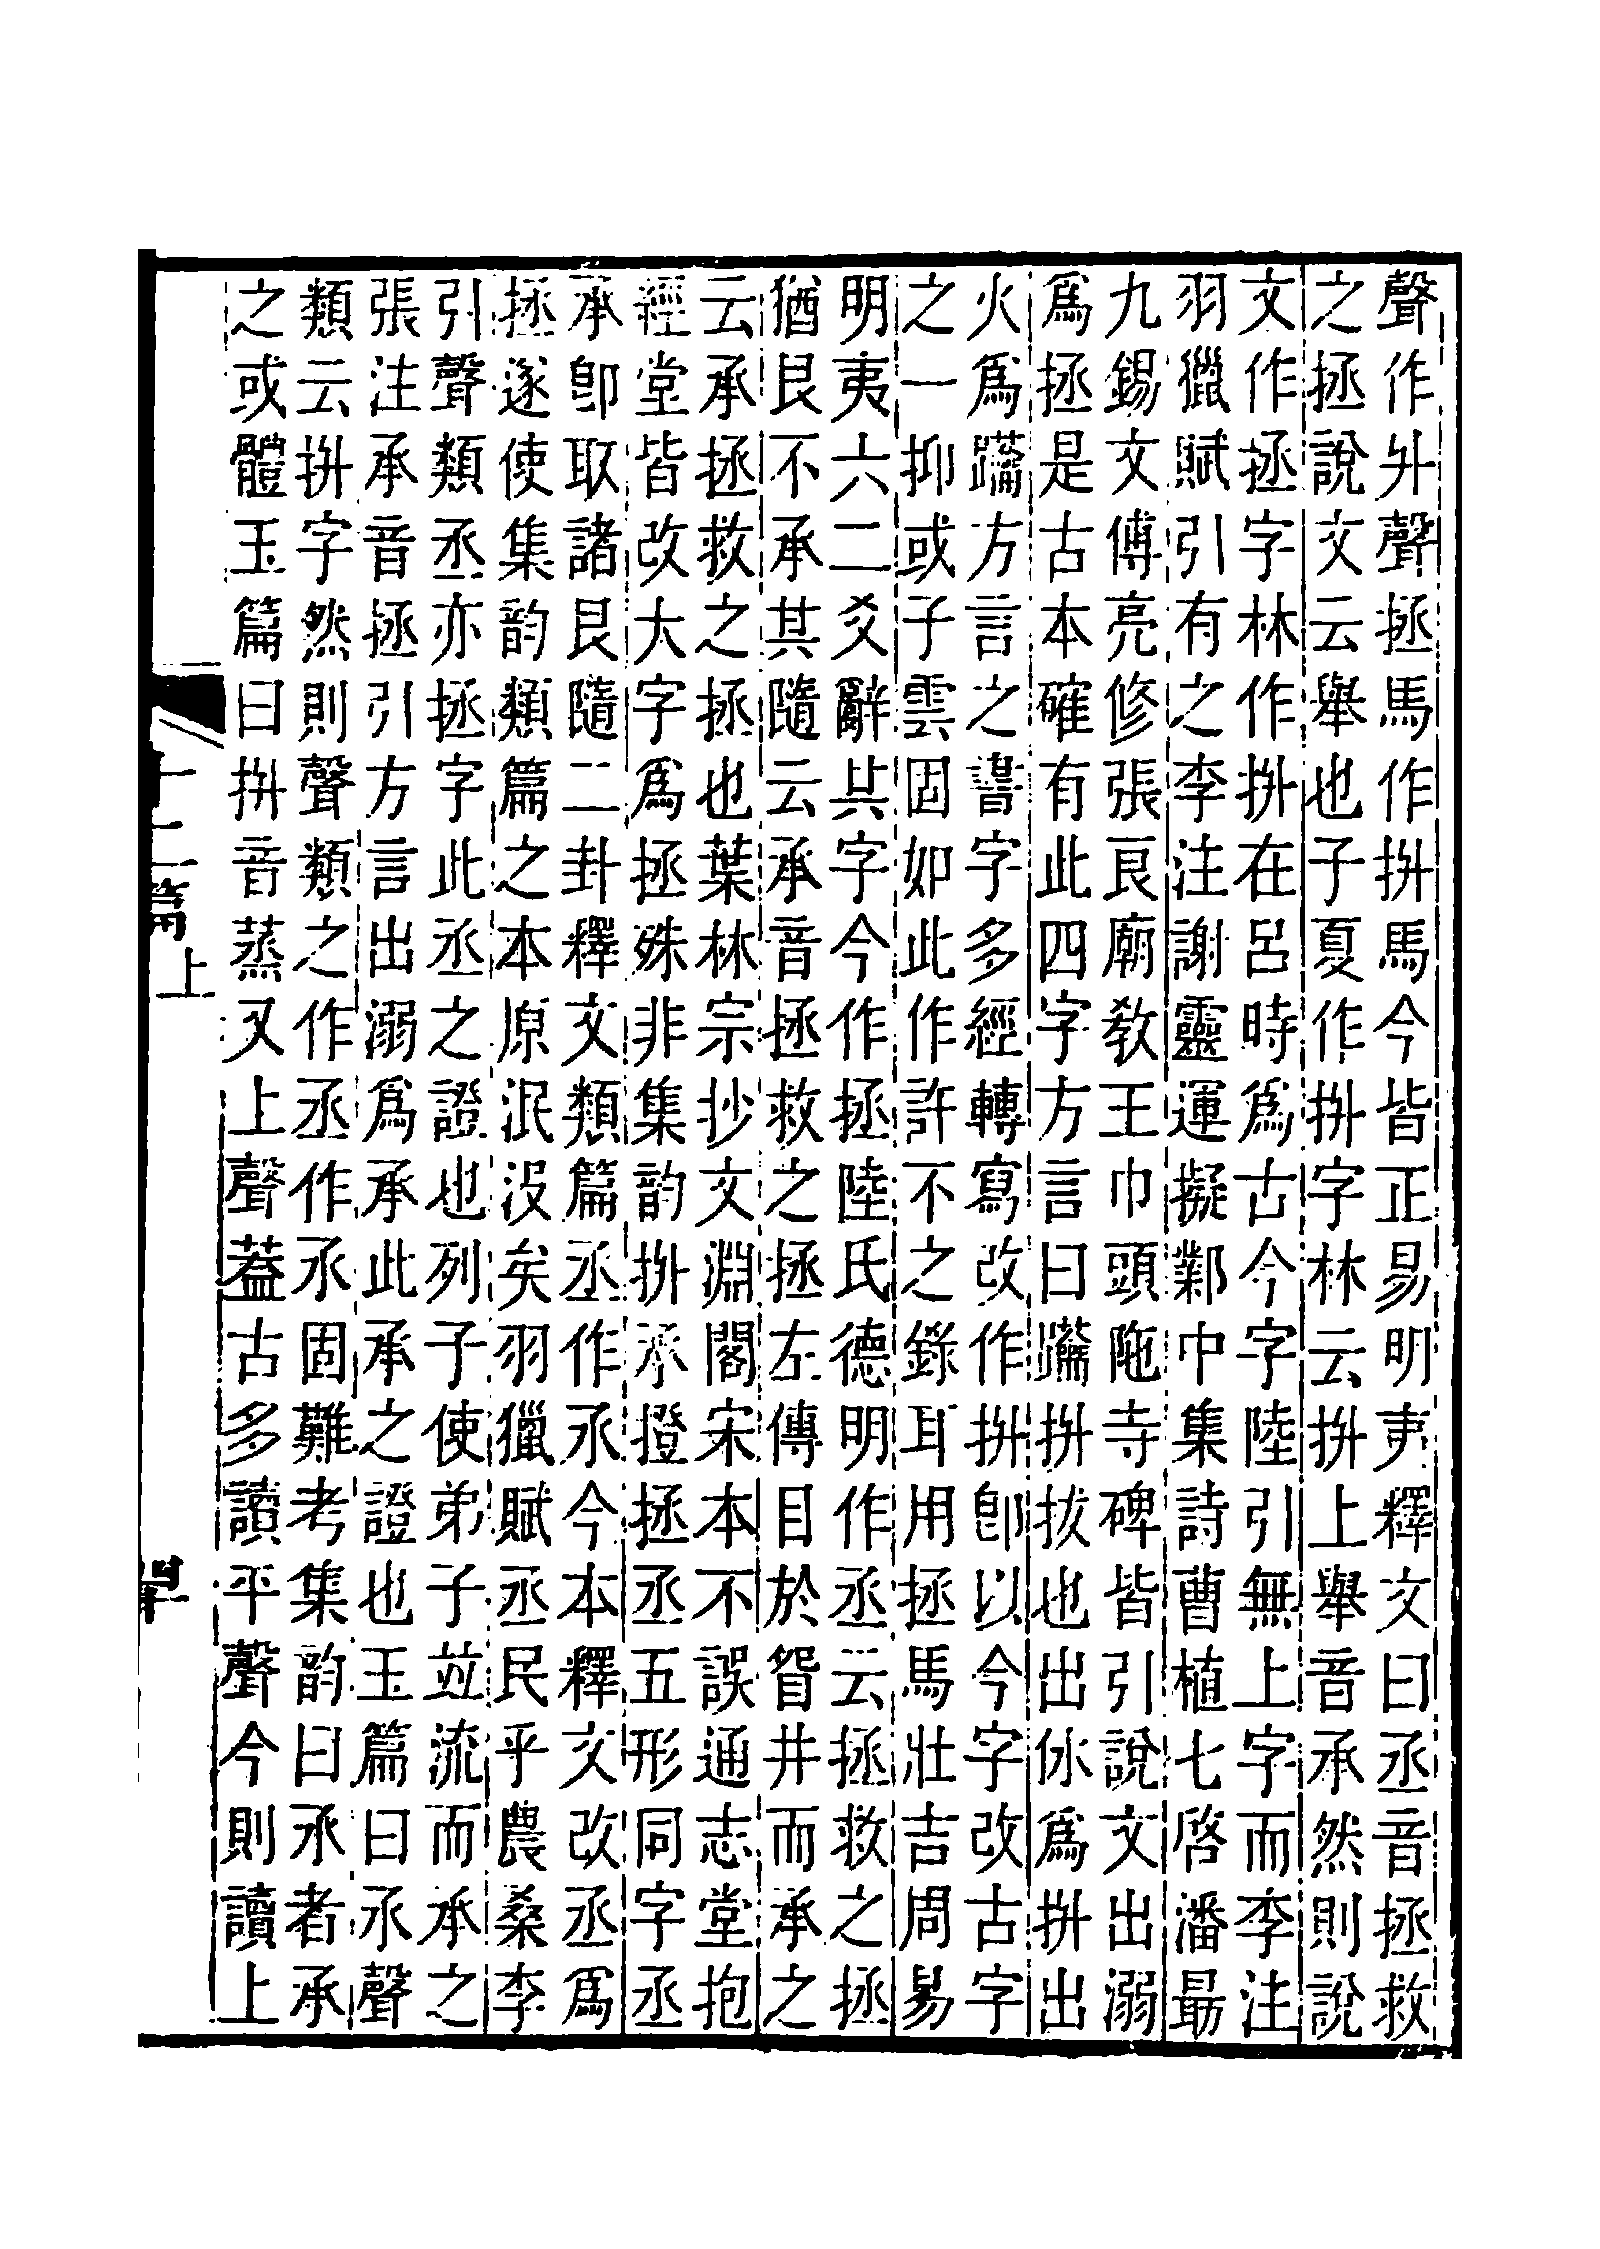 聲作廾聲拯馬作拼馬今皆正易明夷釋文曰丞音拯救
之拯說文云舉也子夏作拼字林云拼上舉音承然則說
文作拯字林作拼在呂時爲古今字陸引無上字而李注
羽獵賦引有之李注謝靈運擬鄴中集詩曹植七啓潘最
九錫文傅亮修張良廟敎王巾頭陁寺碑皆引說文出溺
爲拯是古本確有此四字方言曰𨇤拼拔也出休爲拼出
火爲𨇤方言之書字多經轉寫改作拼卽以今字改古字
之一抑或子雲固如此作許不之錄耳用拯馬壯吉周易
明夷六二爻辭此字今作拯陸氏德明作丞云拯救之拯
猶艮不承其隨云承音拯救之拯左傳目於眢井而承之
云承拯救之拯也葉林宗抄文淵閣宋本不誤通志堂抱
經堂皆改大字爲拯殊非集韵拼承撜拯丞五形同字丞
承卽取諸艮隨二卦釋文類篇丞作承今本釋文改丞爲
拯遂使集韵類篇之本原泯沒矣羽獵賦丞民乎農桑李
引聲類丞亦拯字此丞之證也列子使弟子竝流而承之
張注承音拯引方言出溺爲承此承之證也玉篇曰承聲
類云拼字然則聲類之作丞作承固難考集韵曰承者承
之或體玉篇曰拼音蒸又上聲葢古多讀平聲今則讀上
十二篇上